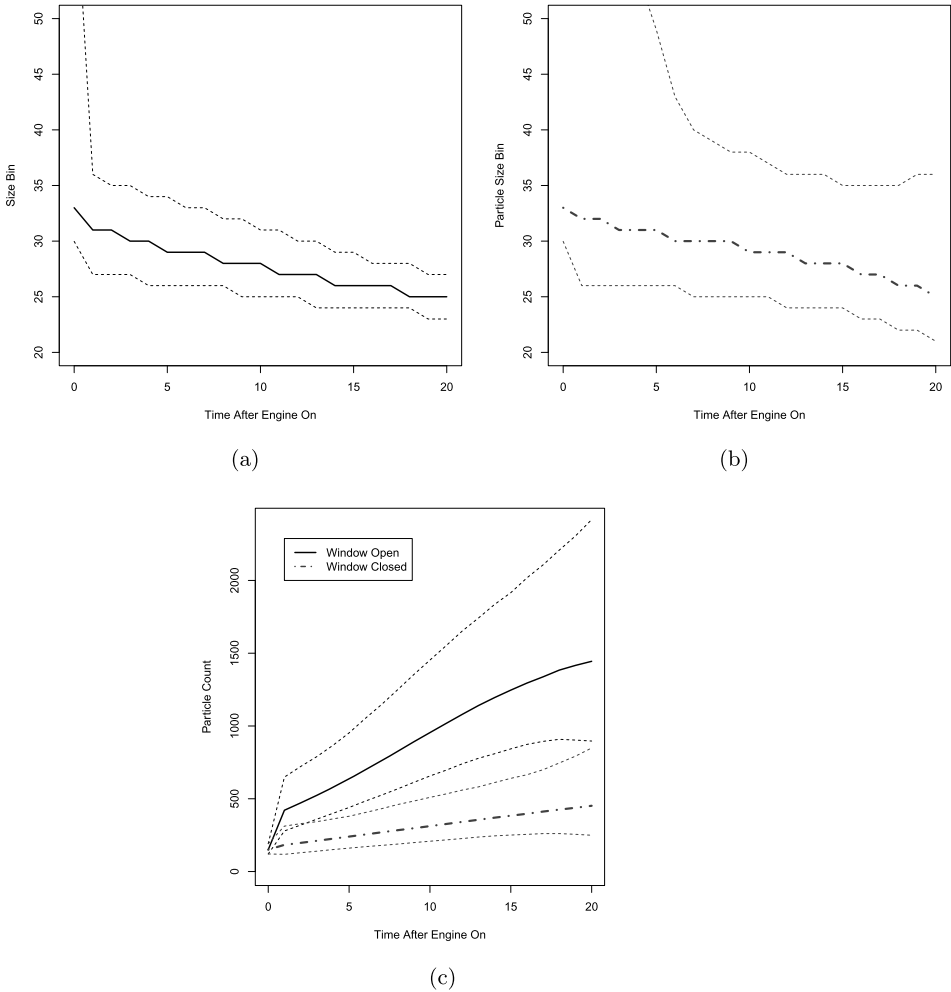 50
45
40
35
30
25
20
Size Bin
0 5 10 15 20
Time After Engine On
(a)
50
45
40
35
30
25
20
Particle Size Bin
0 5 10 15 20
Time After Engine On
(b)
Window Open
Window Closed
2000
1500
1000
500
0
Particle Count
0 5 10 15 20
Time After Engine On
(c)